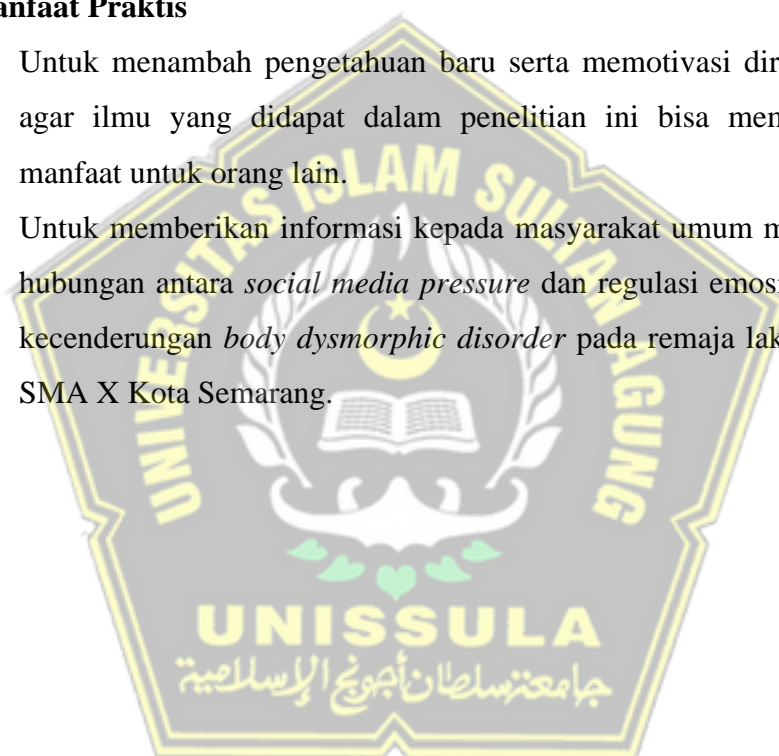 anfaat Praktis
Untuk menambah pengetahuan baru serta memotivasi dir
agar ilmu yang didapat dalam penelitian ini bisa mem
manfaat untuk orang lain.
Untuk memberikan informasi kepada masyarakat umum m
hubungan antara social media pressure dan regulasi emosi
kecenderungan body dysmorphic disorder pada remaja lak
SMA X Kota Semarang.
UNIVERSITAS ISLAM SULTAN AGUNG
UNISSULA
جامعة سلطان أجونج الإسلامية